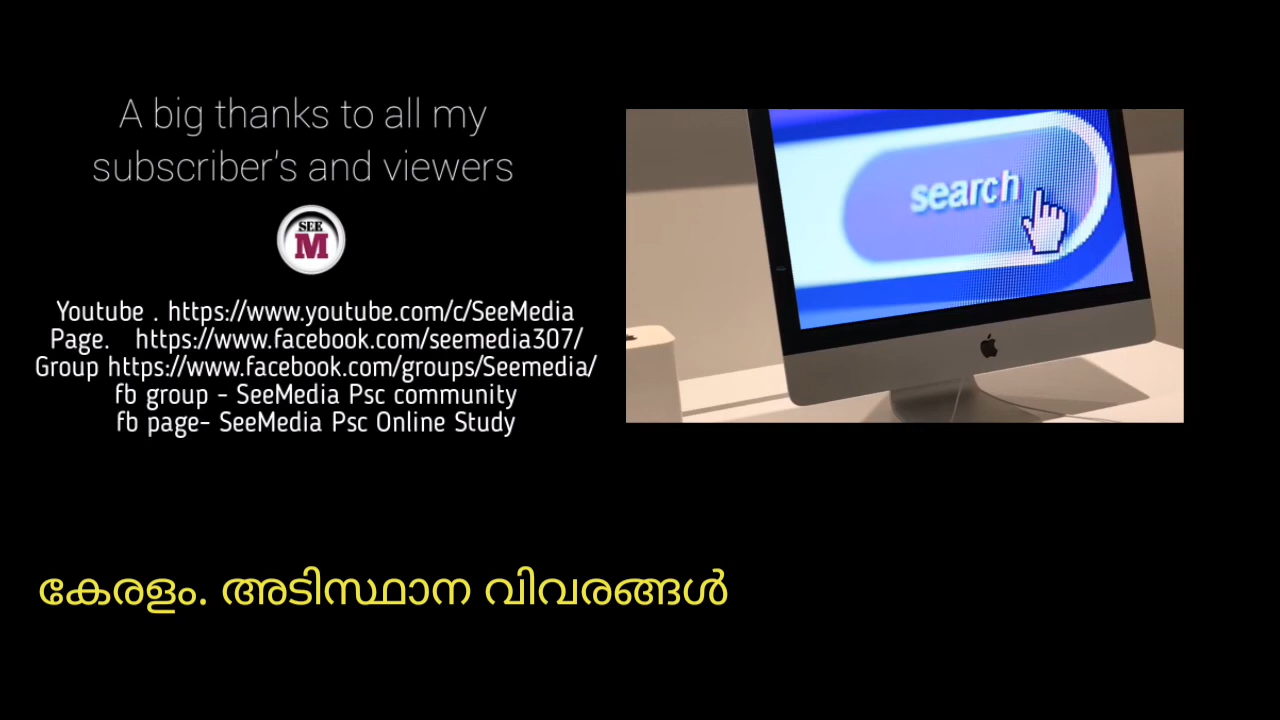 A big thanks to all my
subscriber's and viewers
SEE
M
Youtube . https://www.youtube.com/c/SeeMedia
Page. https://www.facebook.com/seemedia307/
Group https://www.facebook.com/groups/Seemedia/
fb group - SeeMedia Psc community
fb page- SeeMedia Psc Online Study
search
കേരളം. അടിസ്ഥാന വിവരങ്ങൾ